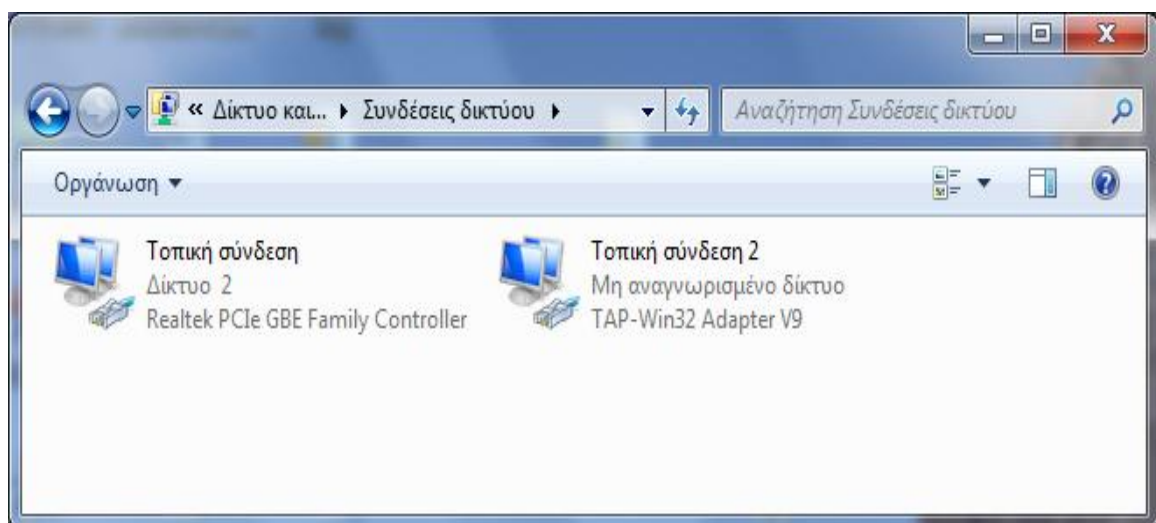 « Δίκτυο και... Συνδέσεις δικτύου
Αναζήτηση Συνδέσεις δικτύου
Οργάνωση
Τοπική σύνδεση
Δίκτυο 2
Realtek PCIe GBE Family Controller
Τοπική σύνδεση 2
Μη αναγνωρισμένο δίκτυο
TAP-Win32 Adapter V9